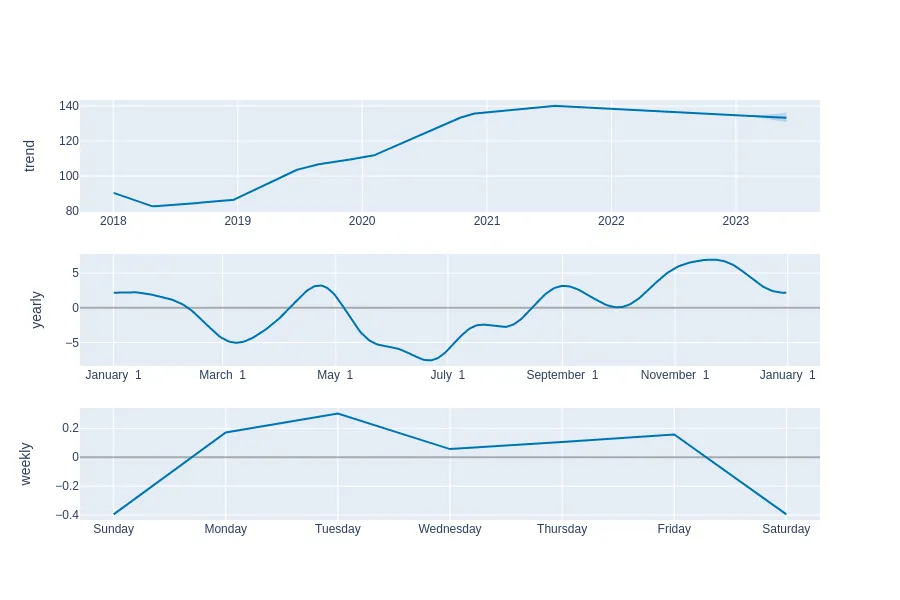 trend
140
120
100
80
2018 2019 2020 2021 2022 2023
yearly
5
0
−5
January 1 March 1 May 1 July 1 September 1 November 1 January 1
weekly
0.2
0
−0.2
−0.4
Sunday Monday Tuesday Wednesday Thursday Friday Saturday